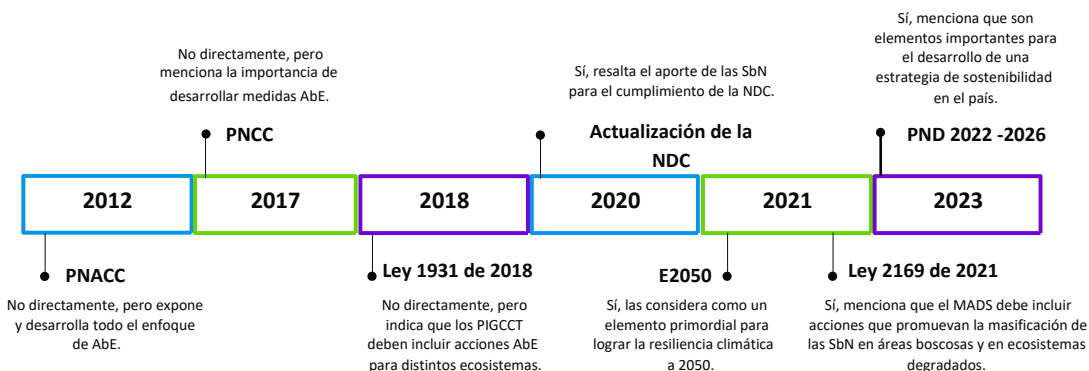 Sí, menciona que son
elementos importantes para
el desarrollo de una
estrategia de sostenibilidad
en el país.
No directamente, pero
menciona la importancia de
desarrollar medidas AbE.
Sí, resalta el aporte de las SbN
para el cumplimiento de la NDC.
PNCC
Actualización de la
NDC
PND 2022 -2026
2012
2017
2018
2020
2021
2023
PNACC
No directamente, pero expone
y desarrolla todo el enfoque
de AbE.
Ley 1931 de 2018
No directamente, pero
indica que los PIGCCT
deben incluir acciones AbE
para distintos ecosistemas.
E2050
Sí, las considera como un
elemento primordial para
lograr la resiliencia climática
a 2050.
Ley 2169 de 2021
Sí, menciona que el MADS debe incluir
acciones que promuevan la masificación de
las SbN en áreas boscosas y en ecosistemas
degradados.